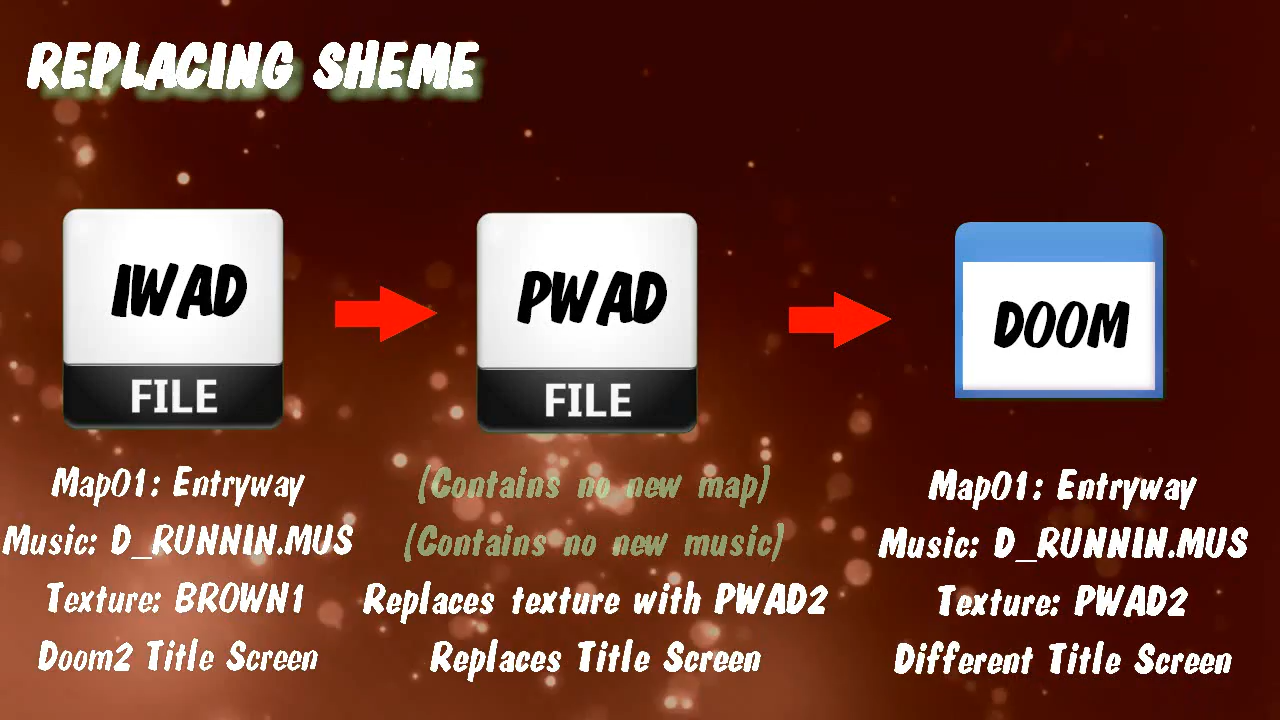 REPLACING SHEME
IWAD
FILE
PWAD
FILE
DOOM
Map01: Entryway
Music: D_RUNNIN.MUS
Texture: BROWN1
Doom2 Title Screen
(Contains no new map)
(Contains no new music)
Replaces texture with PWAD2
Replaces Title Screen
Map01: Entryway
Music: D_RUNNIN.MUS
Texture: PWAD2
Different Title Screen